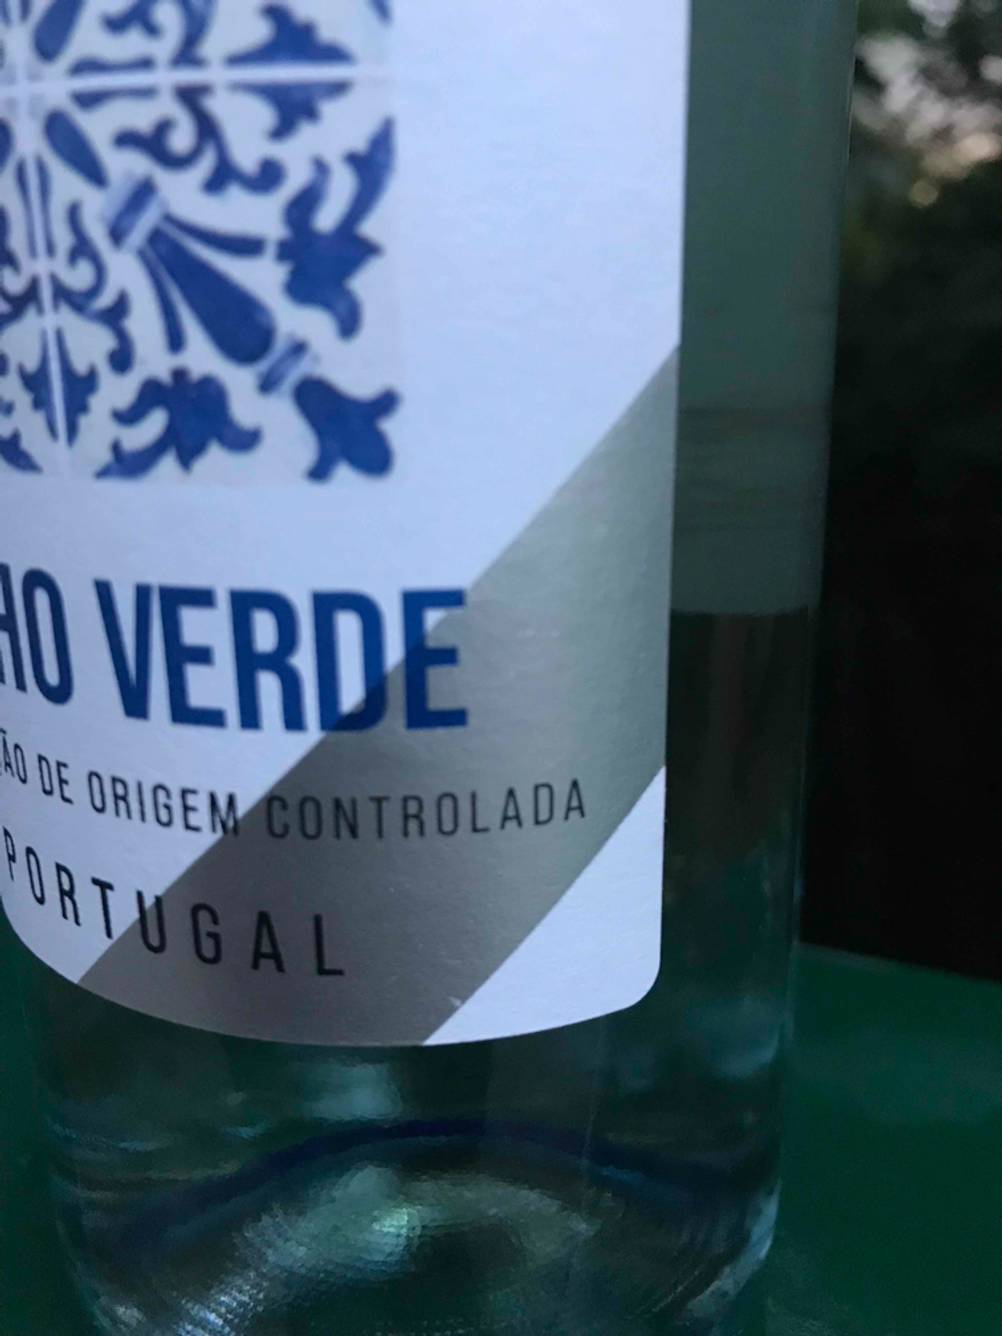 HO VERDE
ÃO DE ORIGEM CONTROLADA
PORTUGAL